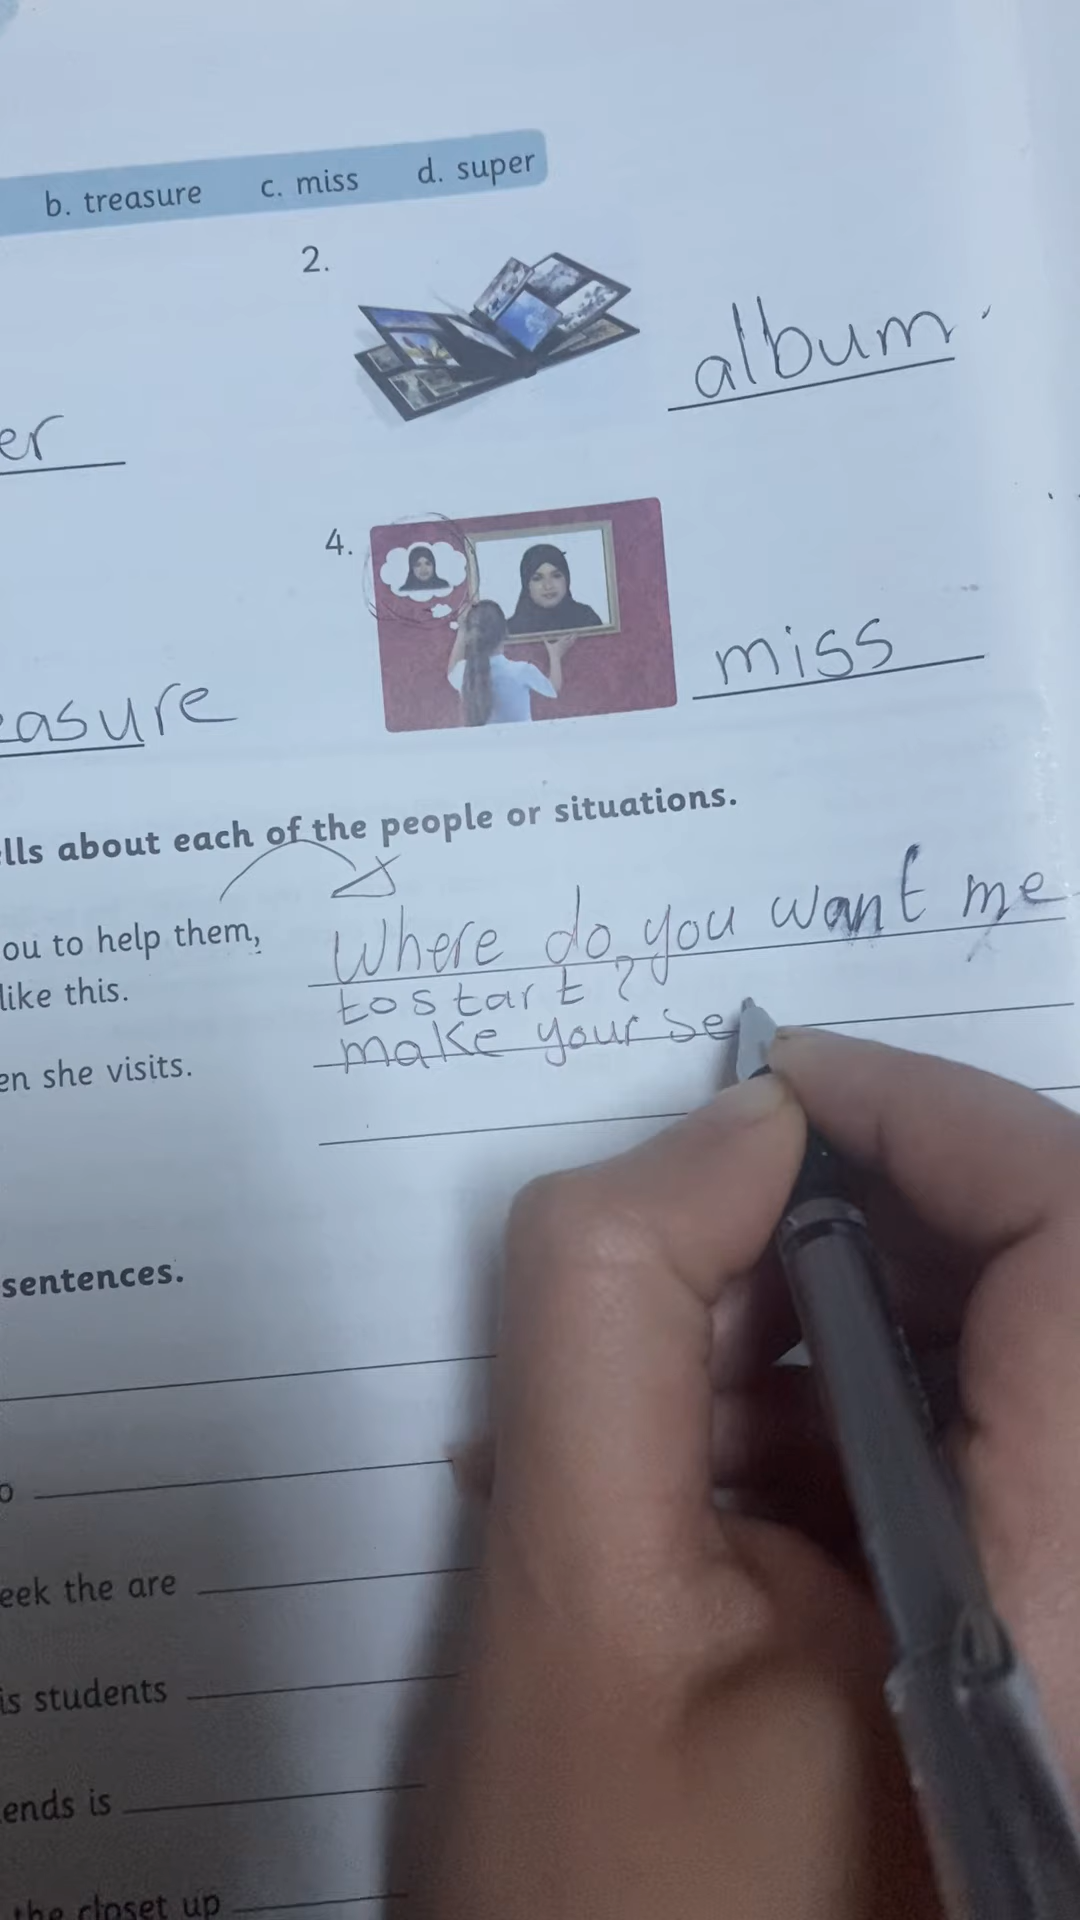 b. treasure c. miss d. super
2.
album
er
4.
miss
easure
lls about each of the people or situations.
ou to help them,
Where do you want me
like this.
to start?
make your se
en she visits.
sentences.
o
eek the are
is students
ends is
the closet up